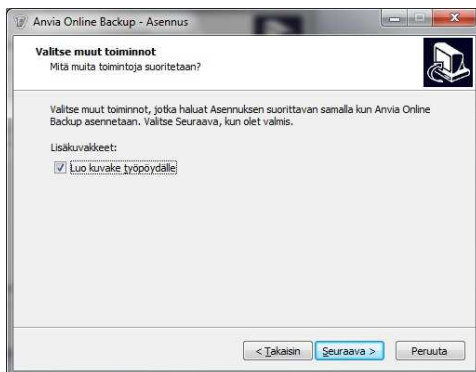 Anvia Online Backup - Asennus
Valitse muut toiminnot
Mitä muita toimintoja suoritetaan?
Valitse muut toiminnot, jotka haluat Asennuksen suorittavan samalla kun Anvia Online
Backup asennetaan. Valitse Seuraava, kun olet valmis.
Lisäkuvakkeet:
Luo kuvake työpöydälle
< Takaisin
Seuraava >
Peruuta